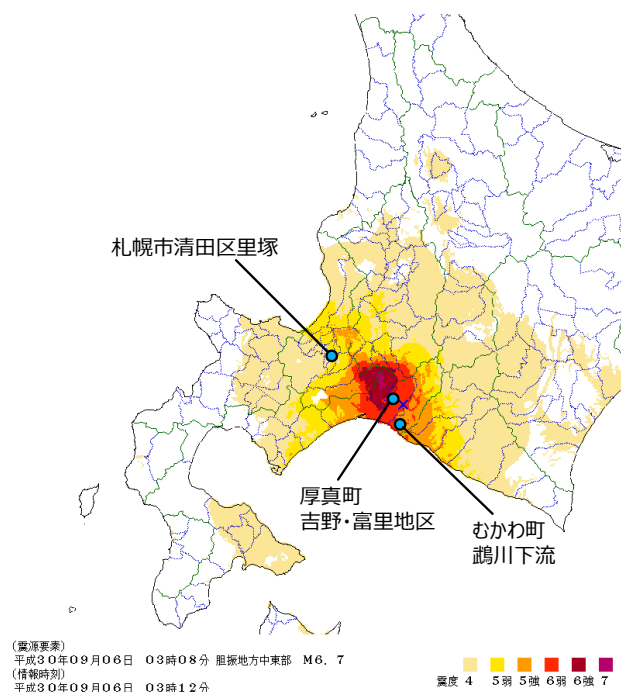 札幌市清田区里塚
厚真町
吉野・富里地区
むかわ町
鵡川下流
(震源要素)
平成30年09月06日 03時08分 胆振地方中東部 M6.7
(情報時刻)
平成30年09月06日 03時12分
震度 4 5弱 5強 6弱 6強 7